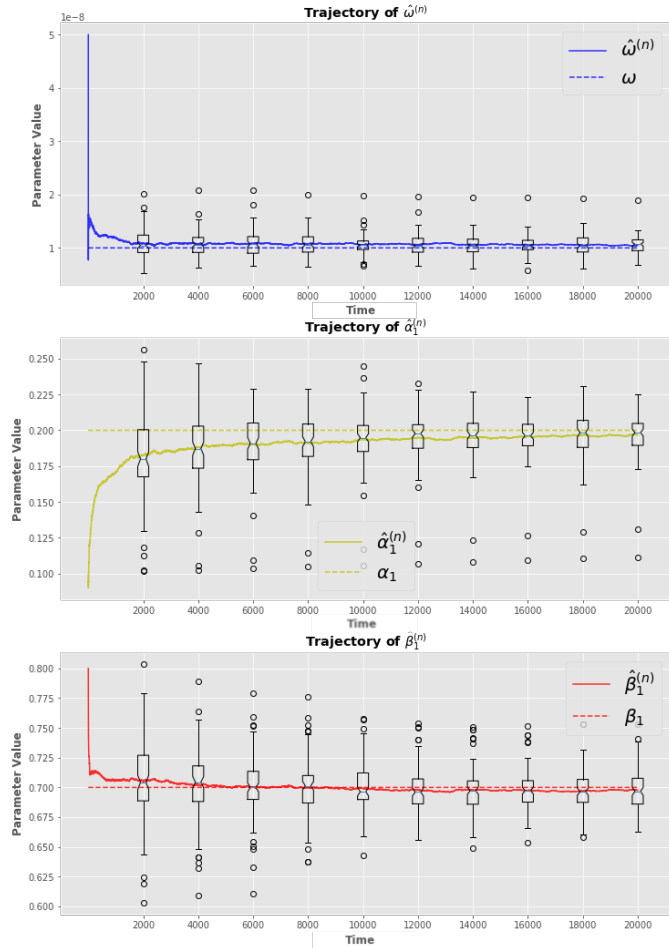 Trajectory of ω̂⁽ⁿ⁾
1e−8
5
4
3
2
1
Parameter Value
ω̂⁽ⁿ⁾
ω
2000 4000 6000 8000 10000 12000 14000 16000 18000 20000
Time
Trajectory of α̂₁⁽ⁿ⁾
0.250
0.225
0.200
0.175
0.150
0.125
0.100
Parameter Value
α̂₁⁽ⁿ⁾
α₁
2000 4000 6000 8000 10000 12000 14000 16000 18000 20000
Time
Trajectory of β̂₁⁽ⁿ⁾
0.800
0.775
0.750
0.725
0.700
0.675
0.650
0.625
0.600
Parameter Value
β̂₁⁽ⁿ⁾
β₁
2000 4000 6000 8000 10000 12000 14000 16000 18000 20000
Time